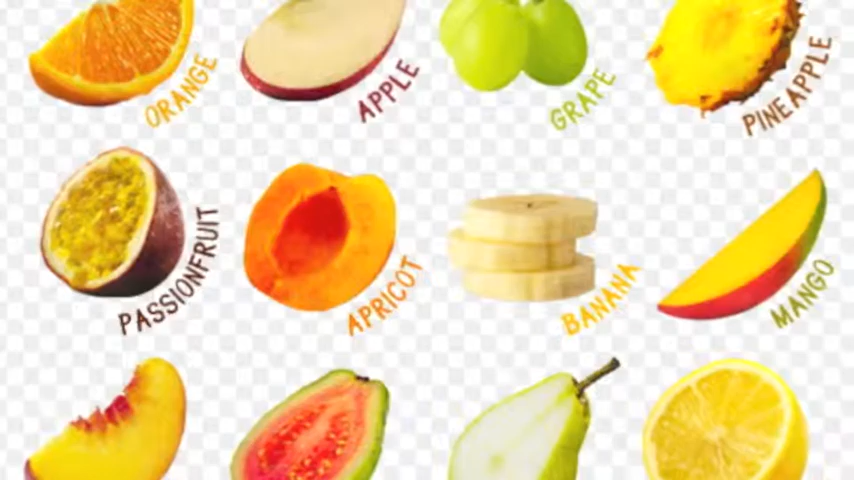 ORANGE
APPLE
GRAPE
PINEAPPLE
PASSIONFRUIT
APRICOT
BANANA
MANGO